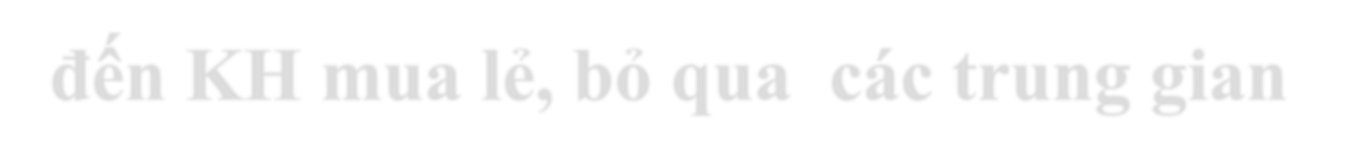 đến KH mua lẻ, bỏ qua  các trung gian